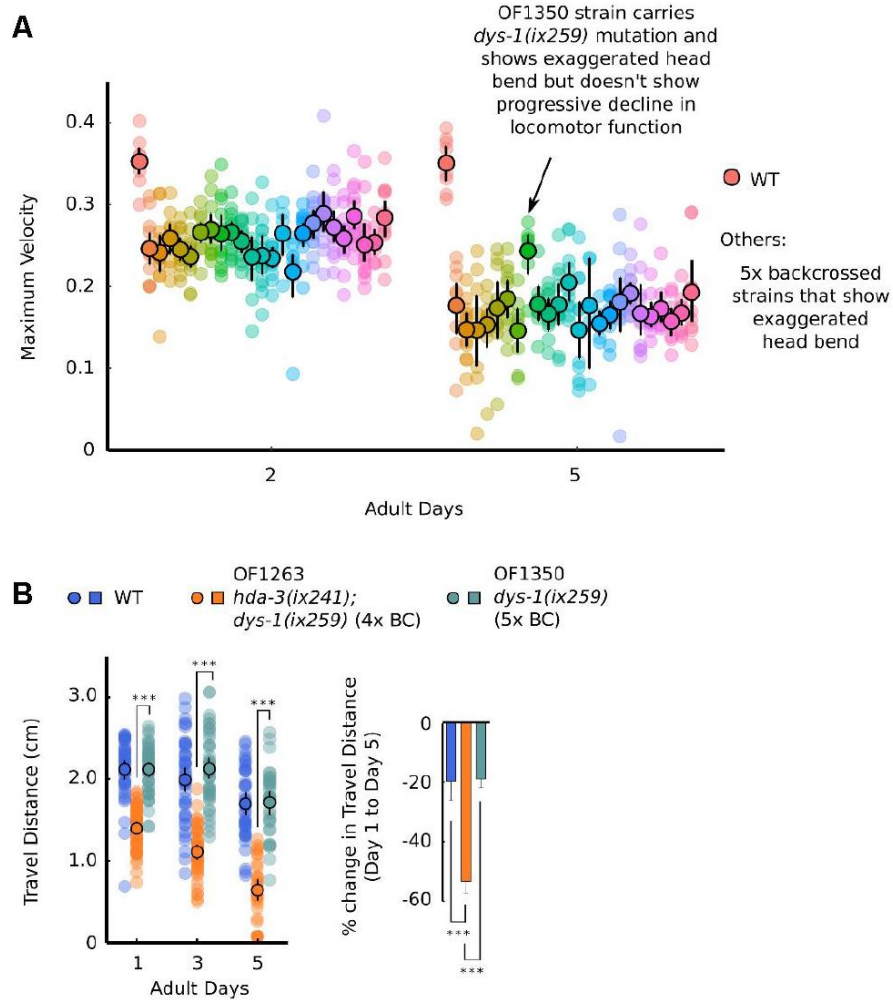 A
OF1350 strain carries
dys-1(ix259) mutation and
shows exaggerated head
bend but doesn't show
progressive decline in
locomotor function
Maximum Velocity
0.4
0.3
0.2
0.1
0
2
5
Adult Days
WT
Others:
5x backcrossed
strains that show
exaggerated
head bend
B
WT
OF1263
hda-3(ix241);
dys-1(ix259) (4x BC)
OF1350
dys-1(ix259)
(5x BC)
Travel Distance (cm)
3.0
2.0
1.0
0
***
***
***
1
3
5
Adult Days
% change in Travel Distance
(Day 1 to Day 5)
0
-20
-40
-60
***
***